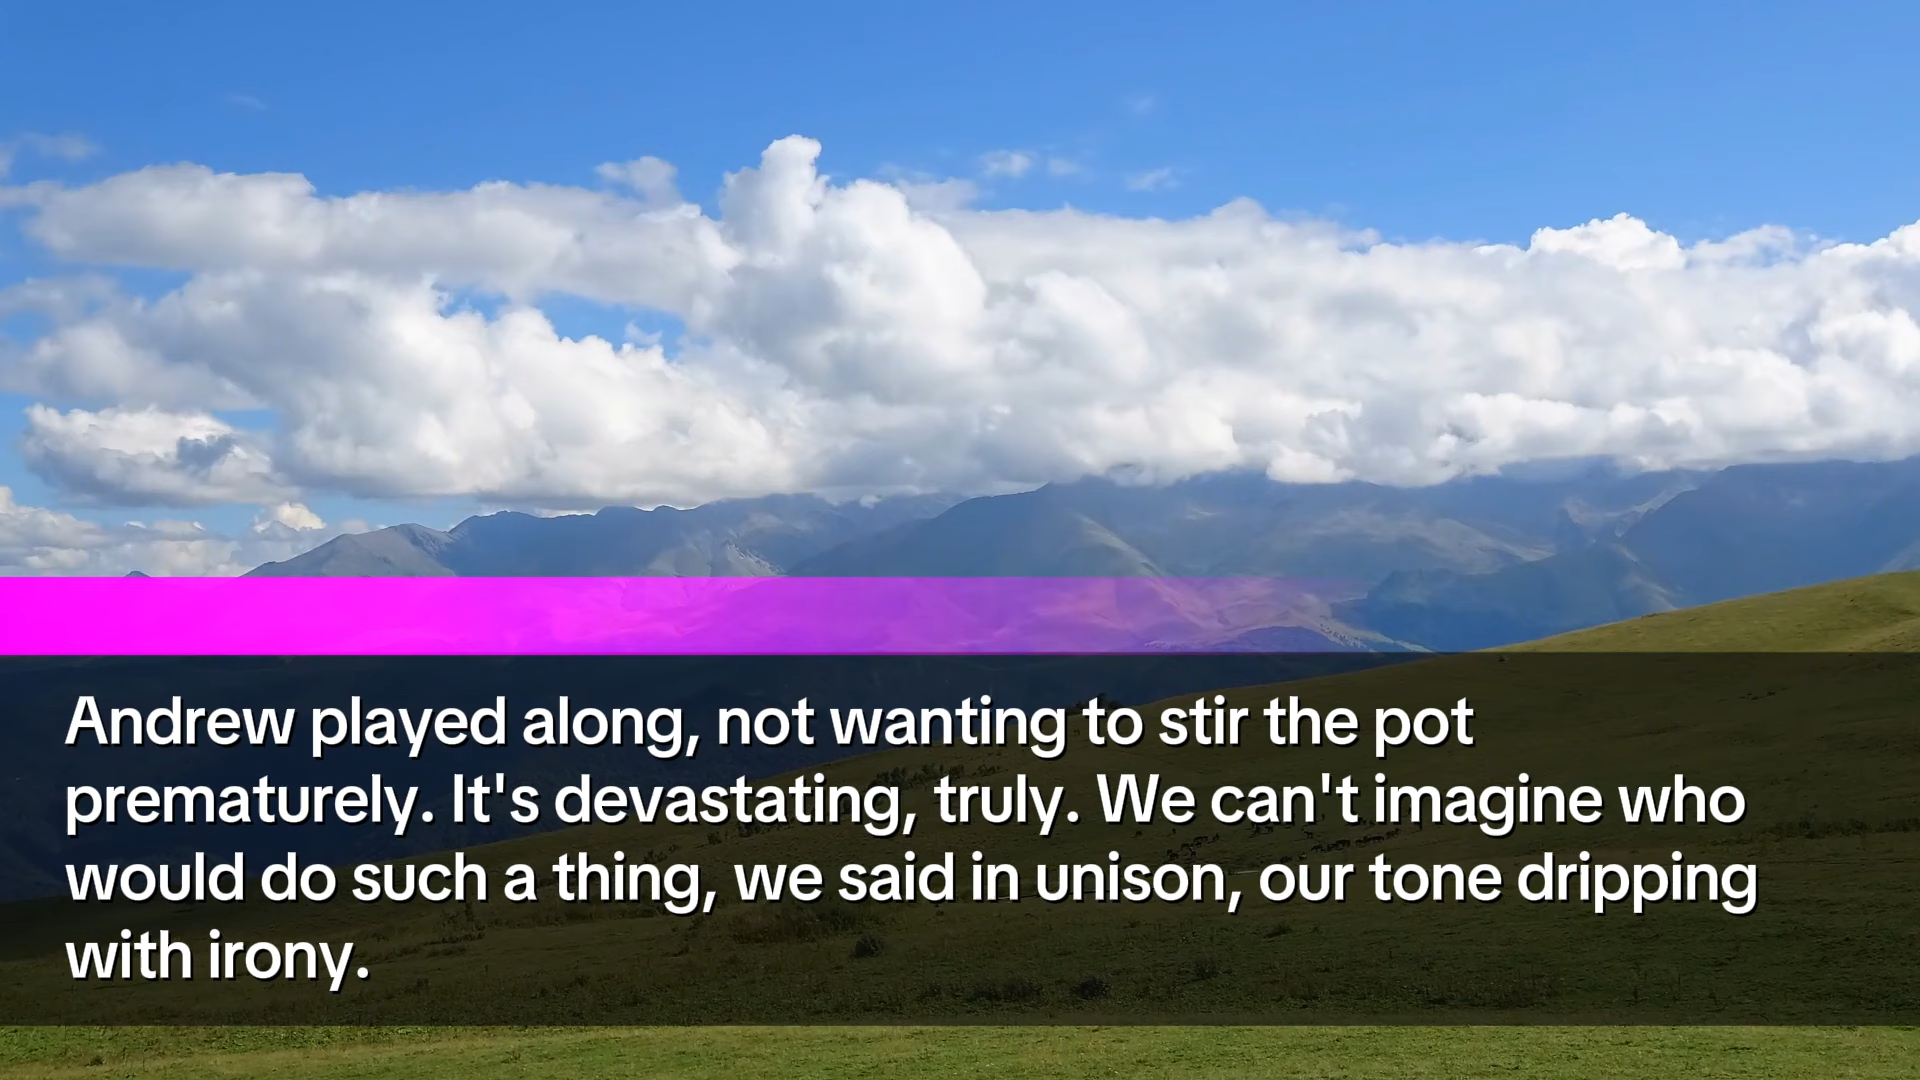 Andrew played along, not wanting to stir the pot
prematurely. It's devastating, truly. We can't imagine who
would do such a thing, we said in unison, our tone dripping
with irony.